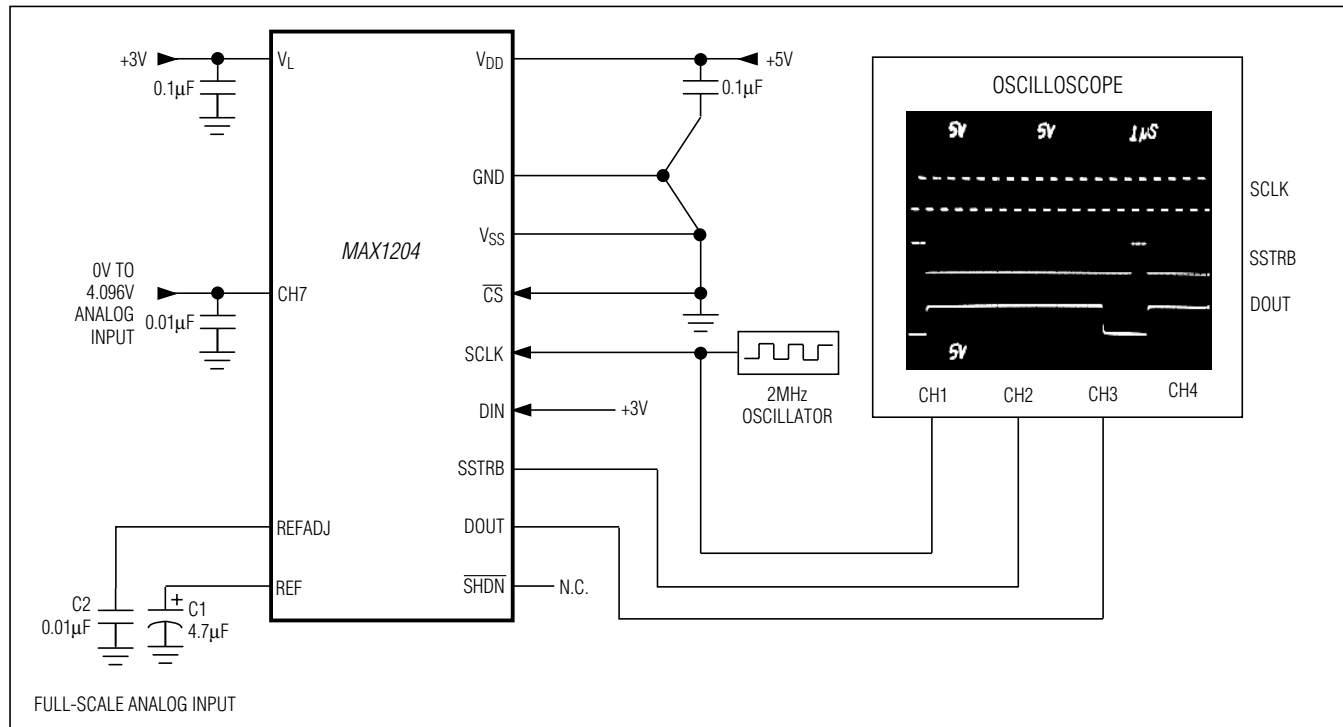 +3V
V_L
0.1µF
V_DD
+5V
0.1µF
GND
V_SS
MAX1204
0V TO
4.096V
ANALOG
INPUT
CH7
0.01µF
C̅S̅
SCLK
2MHz
OSCILLATOR
DIN
+3V
SSTRB
DOUT
S̅H̅D̅N̅
N.C.
REFADJ
REF
C2
0.01µF
+
C1
4.7µF
FULL-SCALE ANALOG INPUT
OSCILLOSCOPE
5V 5V 1µS
SCLK
SSTRB
DOUT
5V
CH1 CH2 CH3 CH4